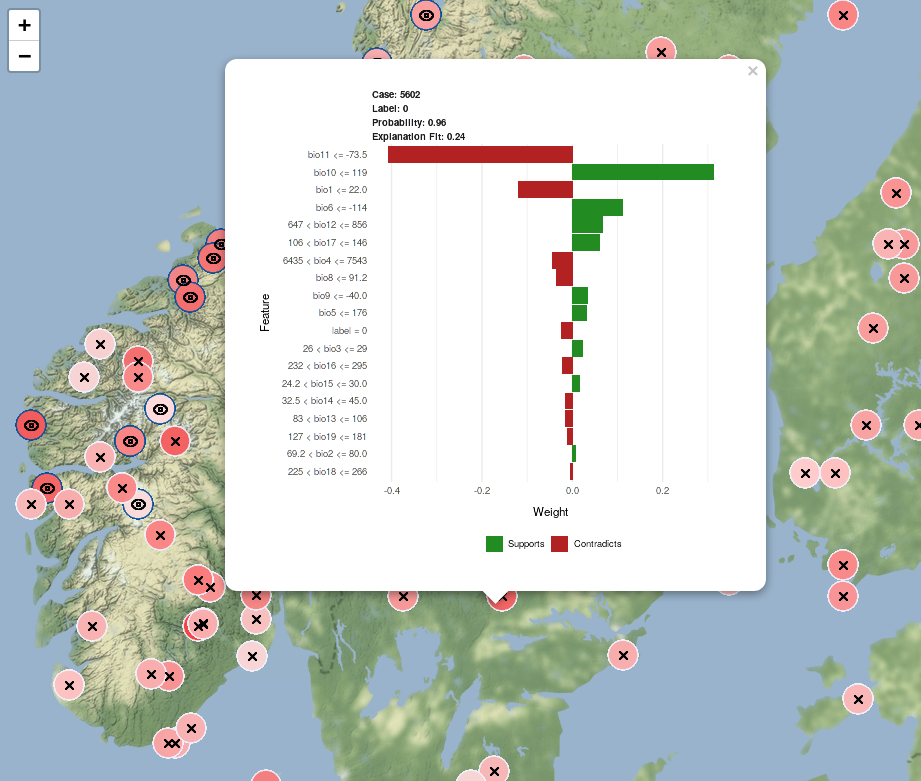 +
−
×
Case: 5602
Label: 0
Probability: 0.96
Explanation Fit: 0.24
bio11 <= -73.5
bio10 <= 119
bio1 <= 22.0
bio6 <= -114
647 < bio12 <= 856
106 < bio17 <= 146
6435 < bio4 <= 7543
bio8 <= 91.2
bio9 <= -40.0
bio5 <= 176
label = 0
26 < bio3 <= 29
232 < bio16 <= 295
24.2 < bio15 <= 30.0
32.5 < bio14 <= 45.0
83 < bio13 <= 106
127 < bio19 <= 181
69.2 < bio2 <= 80.0
225 < bio18 <= 266
Feature
-0.4 -0.2 0.0 0.2
Weight
Supports Contradicts